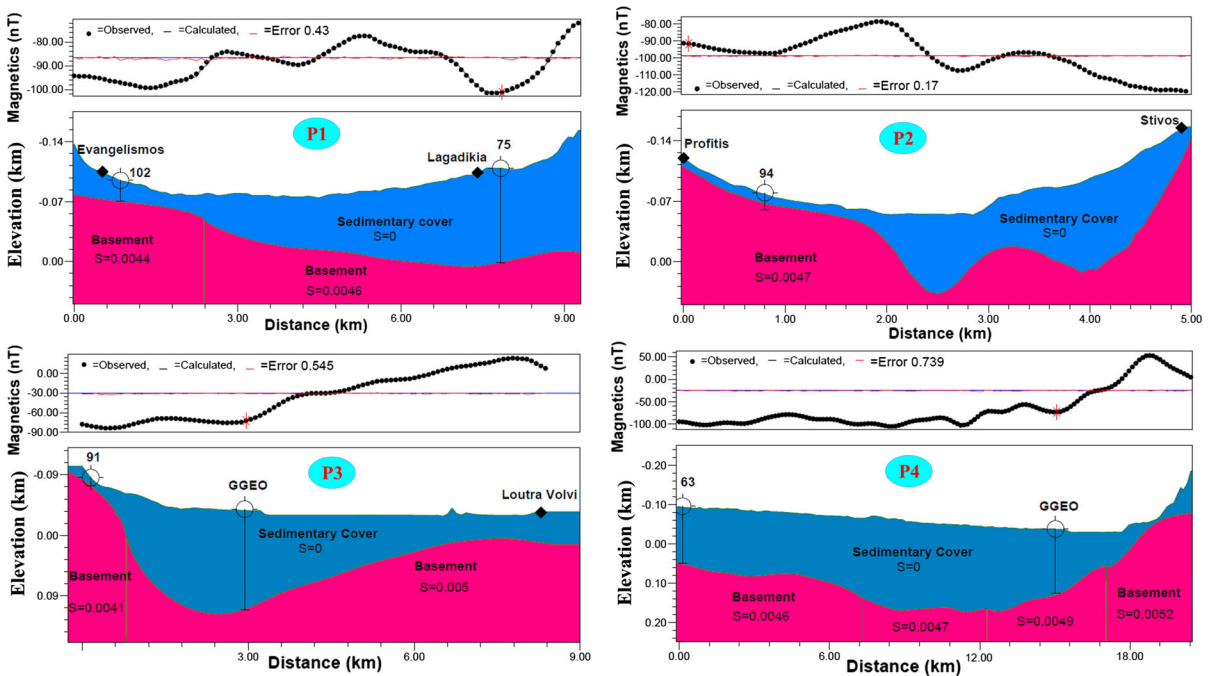 Magnetics (nT)
-80.00
-90.00
-100.00
=Observed, =Calculated, =Error 0.43
Elevation (km)
-0.14
-0.07
0.00
P1
Evangelismos
102
Lagadikia
75
Sedimentary cover
S=0
Basement
S=0.0044
Basement
S=0.0046
0.00 3.00 6.00 9.00
Distance (km)
Magnetics (nT)
-80.00
-90.00
-100.00
-110.00
-120.00
=Observed, =Calculated, =Error 0.17
Elevation (km)
-0.14
-0.07
0.00
P2
Profitis
94
Stivos
Sedimentary Cover
S=0
Basement
S=0.0047
0.00 1.00 2.00 3.00 4.00 5.00
Distance (km)
Magnetics (nT)
0.00
-30.00
-60.00
-90.00
=Observed, =Calculated, =Error 0.545
Elevation (km)
-0.09
0.00
0.09
P3
91
GGEO
Loutra Volvi
Sedimentary Cover
S=0
Basement
S=0.0041
Basement
S=0.005
3.00 6.00 9.00
Distance (km)
Magnetics (nT)
50.00
0.00
-50.00
-100.00
=Observed, =Calculated, =Error 0.739
Elevation (km)
-0.20
-0.10
0.00
0.10
0.20
P4
63
GGEO
Sedimentary Cover
S=0
Basement
S=0.0046
S=0.0047
S=0.0049
Basement
S=0.0052
0.00 6.00 12.00 18.00
Distance (km)